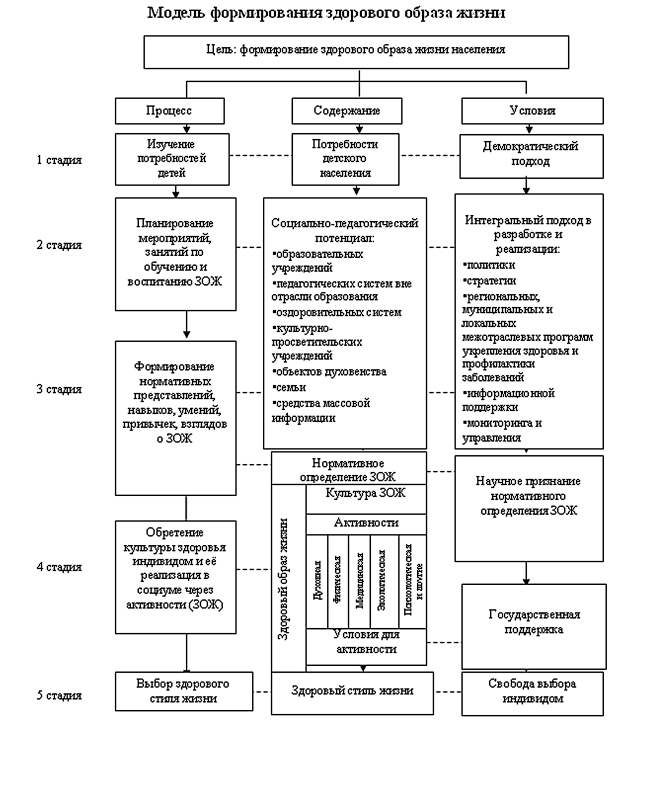 Модель формирования здорового образа жизни
Цель: формирование здорового образа жизни населения
Процесс
Содержание
Условия
1 стадия
Изучение
потребностей
детей
Потребности
детского
населения
Демократический
подход
2 стадия
Планирование
мероприятий,
занятий по
обучению и
воспитанию ЗОЖ
Социально-педагогический
потенциал:
•образовательных
учреждений
•педагогических систем вне
отрасли образования
•оздоровительных систем
•культурно-
просветительских
учреждений
•объектов духовенства
•семьи
•средства массовой
информации
Интегральный подход в
разработке и
реализации:
•политики
•стратегии
•региональных,
муниципальных и
локальных
межотраслевых программ
укрепления здоровья и
профилактики
заболеваний
•информационной
поддержки
•мониторинга и
управления
3 стадия
Формирование
нормативных
представлений,
навыков, умений,
привычек, взглядов
о ЗОЖ
Нормативное
определение ЗОЖ
Научное признание
нормативного
определения ЗОЖ
4 стадия
Обретение
культуры здоровья
индивидом и её
реализация в
социуме через
активности (ЗОЖ)
Здоровый образ жизни
Культура ЗОЖ
Активности
Духовная
Физическая
Медицинская
Экологическая
Психологическая
и другие
Условия для
активности
Государственная
поддержка
5 стадия
Выбор здорового
стиля жизни
Здоровый стиль жизни
Свобода выбора
индивидом